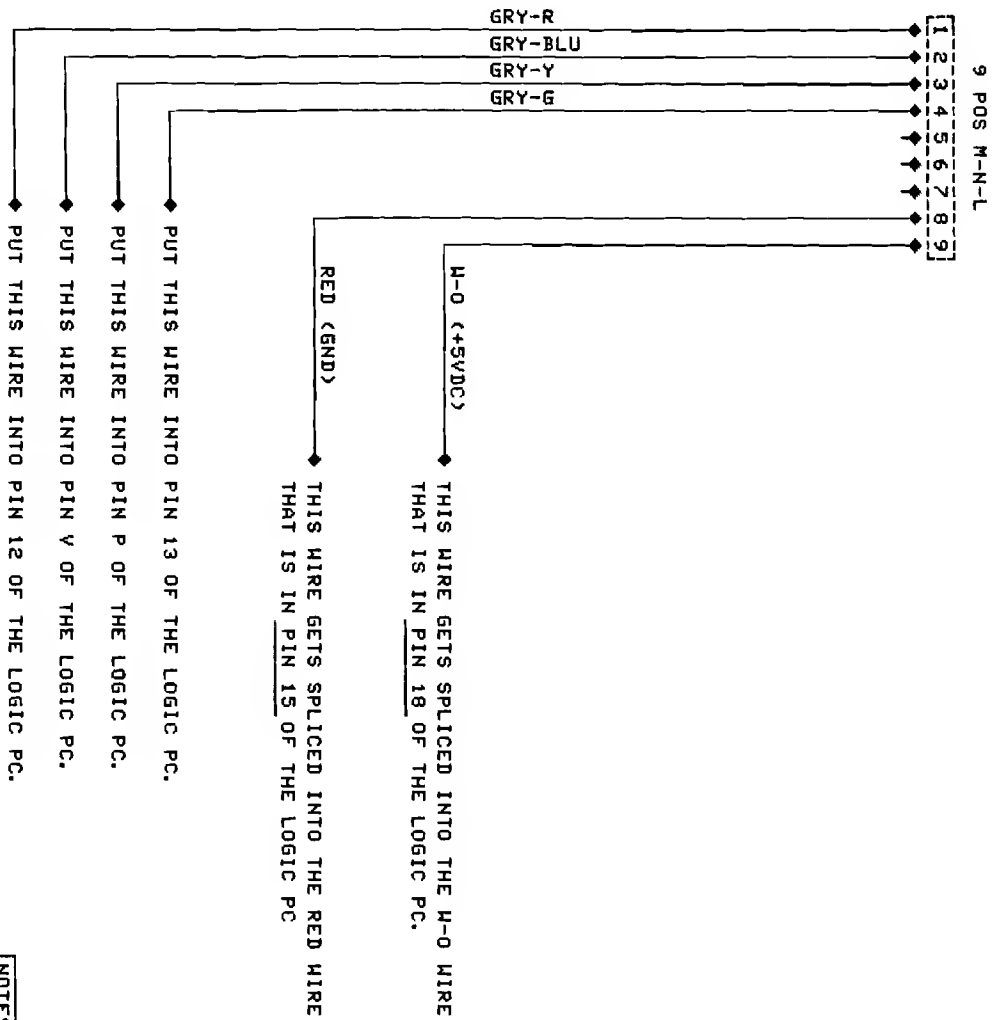 9 POS M-N-L
1
2
3
4
5
6
7
8
9
GRY-R
GRY-BLU
GRY-Y
GRY-G
W-O (+5VDC)
RED (GND)
THIS WIRE GETS SPLICED INTO THE W-O WIRE
THAT IS IN PIN 18 OF THE LOGIC PC.
THIS WIRE GETS SPLICED INTO THE RED WIRE
THAT IS IN PIN 15 OF THE LOGIC PC
PUT THIS WIRE INTO PIN 13 OF THE LOGIC PC.
PUT THIS WIRE INTO PIN P OF THE LOGIC PC.
PUT THIS WIRE INTO PIN V OF THE LOGIC PC.
PUT THIS WIRE INTO PIN 12 OF THE LOGIC PC.